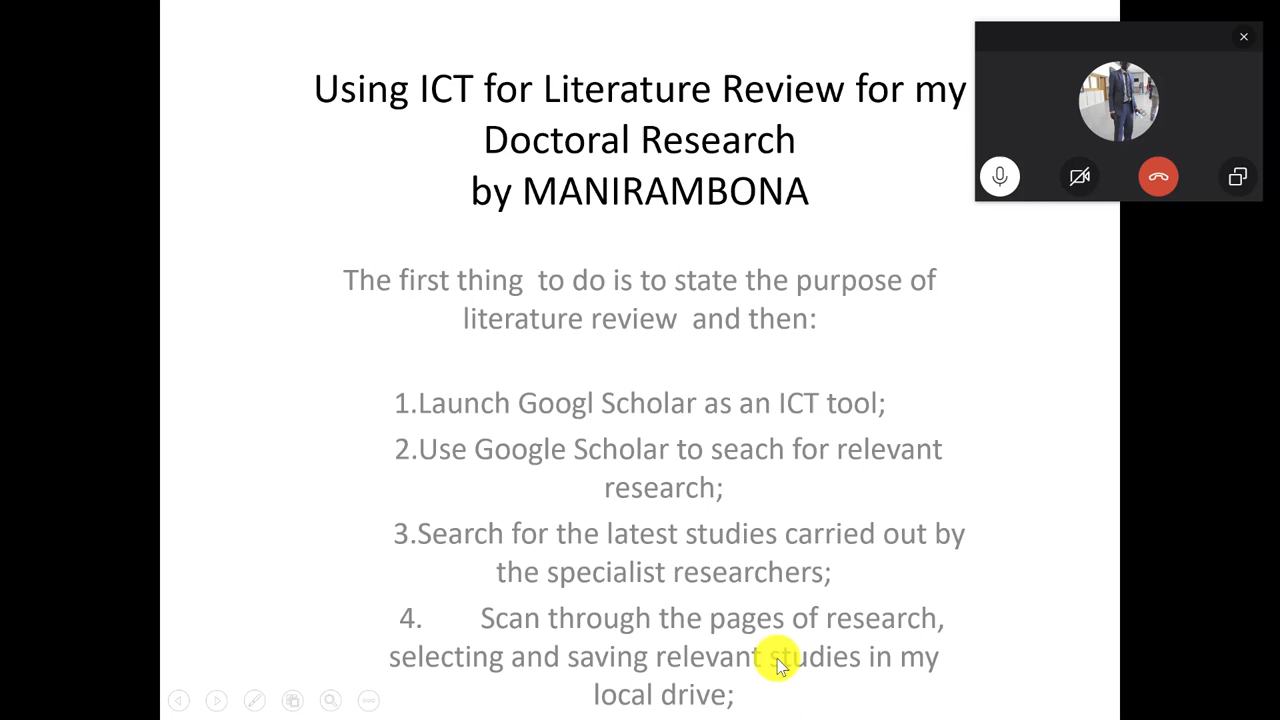 Using ICT for Literature Review for my
Doctoral Research
by MANIRAMBONA
The first thing  to do is to state the purpose of
literature review  and then:
1.Launch Googl Scholar as an ICT tool;
2.Use Google Scholar to seach for relevant
research;
3.Search for the latest studies carried out by
the specialist researchers;
4. Scan through the pages of research,
selecting and saving relevant studies in my
local drive;